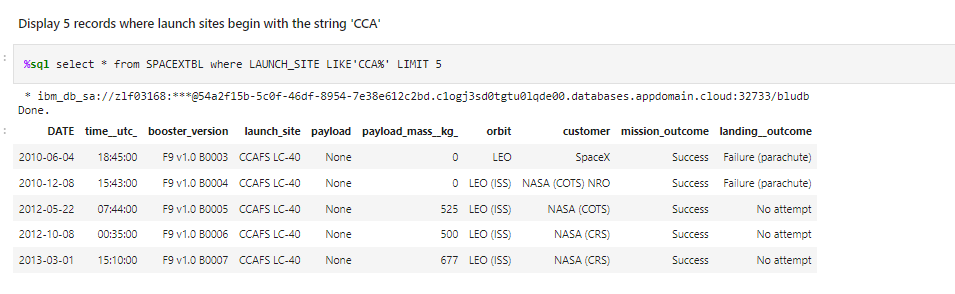 Display 5 records where launch sites begin with the string 'CCA'
%sql select * from SPACEXTBL where LAUNCH_SITE LIKE'CCA%' LIMIT 5
* ibm_db_sa://zlf03168:***@54a2f15b-5c0f-46df-8954-7e38e612c2bd.c1ogj3sd0tgtu0lqde00.databases.appdomain.cloud:32733/bludb
Done.
DATE time__utc_ booster_version launch_site payload payload_mass__kg_ orbit customer mission_outcome landing__outcome
2010-06-04 18:45:00 F9 v1.0 B0003 CCAFS LC-40 None 0 LEO SpaceX Success Failure (parachute)
2010-12-08 15:43:00 F9 v1.0 B0004 CCAFS LC-40 None 0 LEO (ISS) NASA (COTS) NRO Success Failure (parachute)
2012-05-22 07:44:00 F9 v1.0 B0005 CCAFS LC-40 None 525 LEO (ISS) NASA (COTS) Success No attempt
2012-10-08 00:35:00 F9 v1.0 B0006 CCAFS LC-40 None 500 LEO (ISS) NASA (CRS) Success No attempt
2013-03-01 15:10:00 F9 v1.0 B0007 CCAFS LC-40 None 677 LEO (ISS) NASA (CRS) Success No attempt